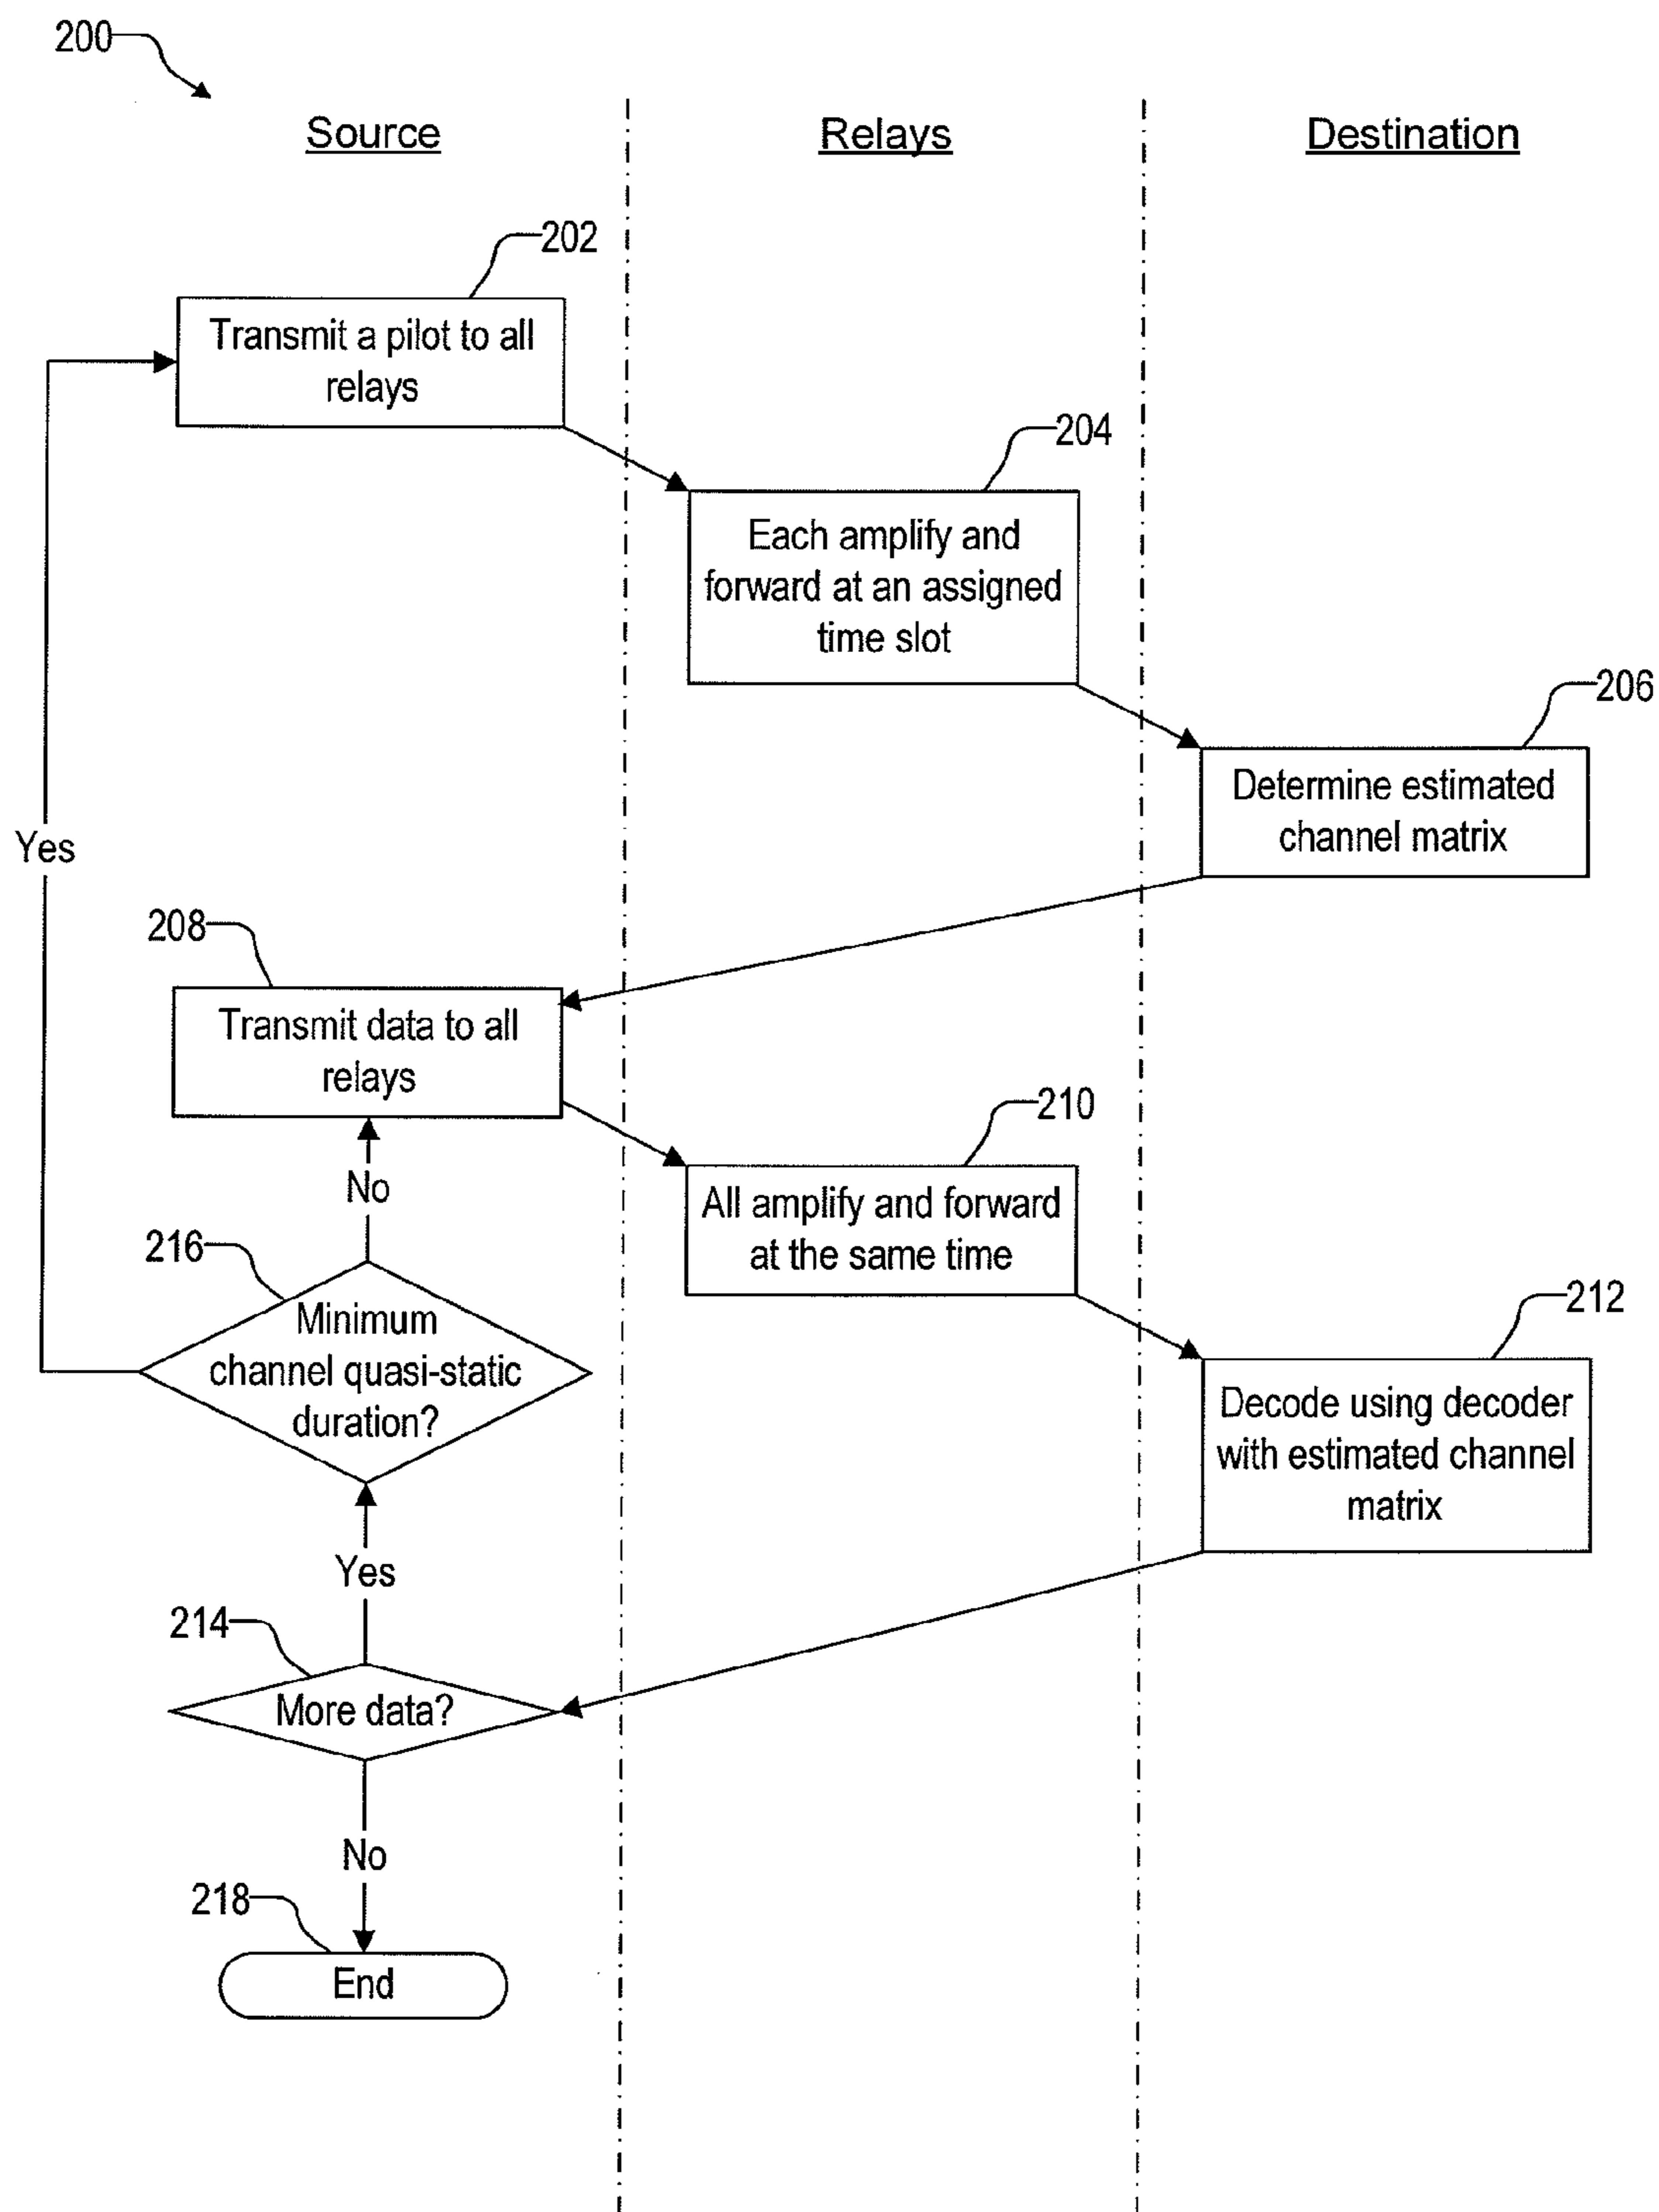 200
Source
Relays
Destination
202
Transmit a pilot to all
relays
204
Each amplify and
forward at an assigned
time slot
206
Determine estimated
channel matrix
Yes
208
Transmit data to all
relays
210
All amplify and forward
at the same time
No
216
Minimum
channel quasi-static
duration?
212
Decode using decoder
with estimated channel
matrix
Yes
214
More data?
No
218
End